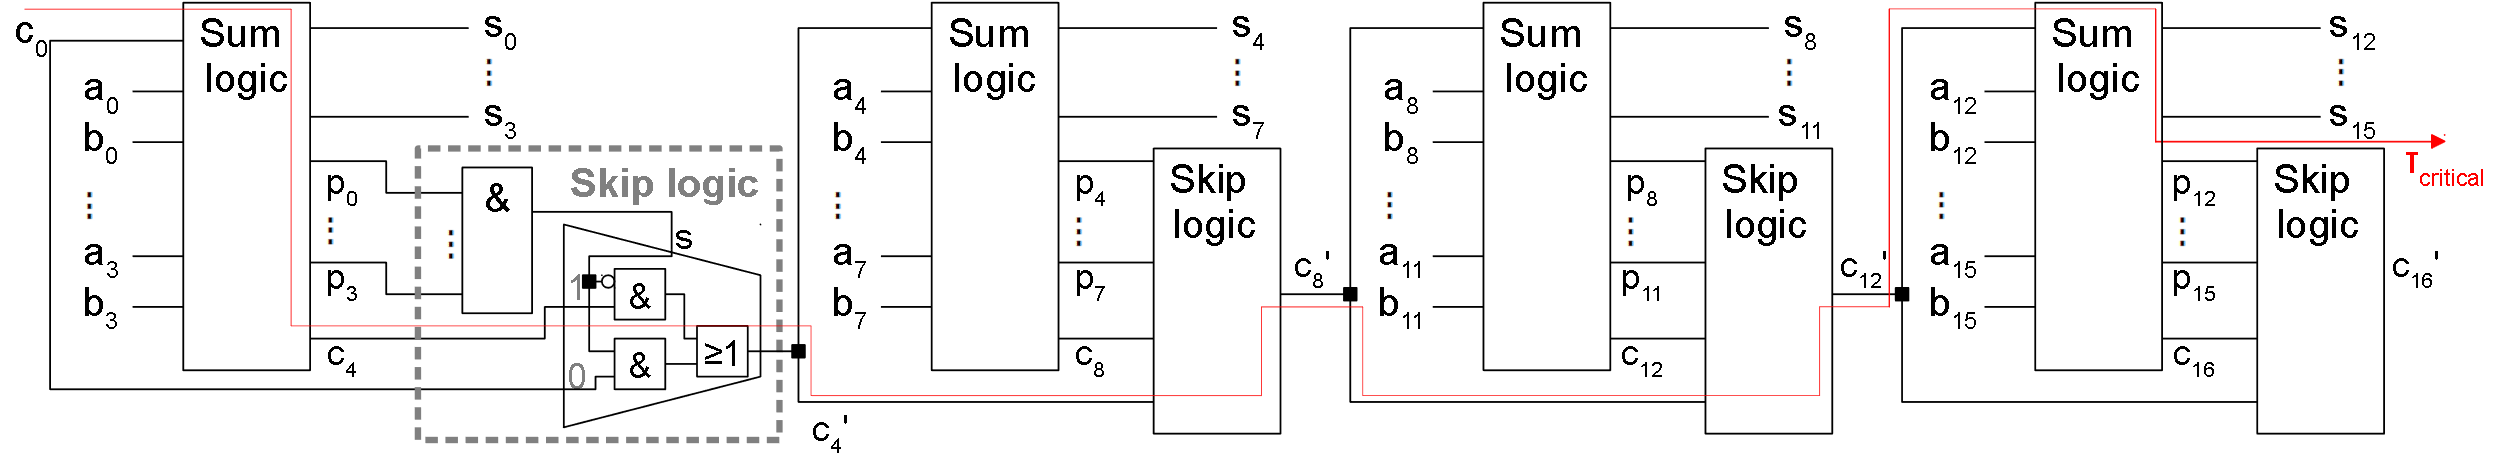 c0
a0
b0
⋮
a3
b3
Sum
logic
s0
⋮
s3
p0
⋮
p3
c4
Skip logic
&
⋮
s
1
&
0
&
≥1
c4'
a4
b4
⋮
a7
b7
Sum
logic
s4
⋮
s7
p4
⋮
p7
c8
Skip
logic
c8'
a8
b8
⋮
a11
b11
Sum
logic
s8
⋮
s11
p8
⋮
p11
c12
Skip
logic
c12'
a12
b12
⋮
a15
b15
Sum
logic
s12
⋮
s15
Tcritical
p12
⋮
p15
c16
Skip
logic
c16'